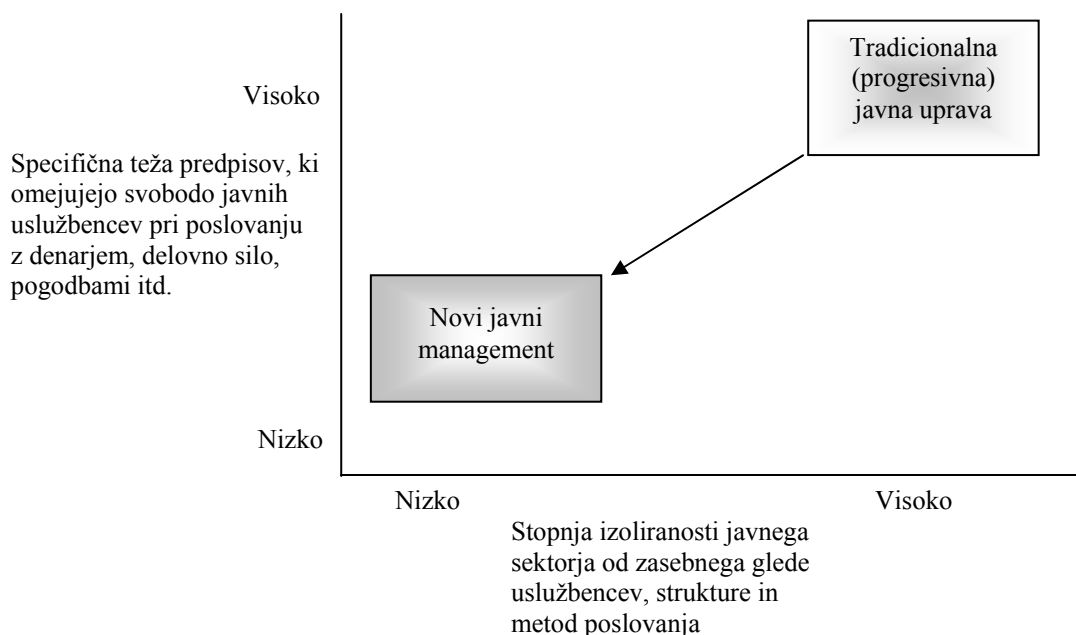 Tradicionalna
(progresivna)
javna uprava
Visoko
Specifična teža predpisov, ki
omejujejo svobodo javnih
uslužbencev pri poslovanju
z denarjem, delovno silo,
pogodbami itd.
Novi javni
management
Nizko
Nizko
Visoko
Stopnja izoliranosti javnega
sektorja od zasebnega glede
uslužbencev, strukture in
metod poslovanja